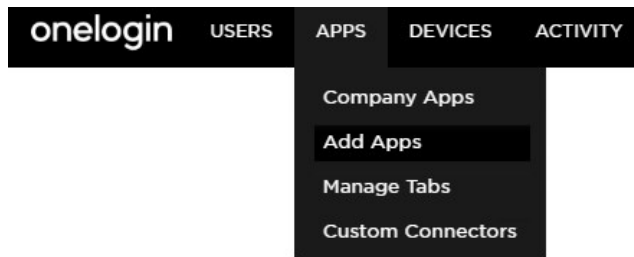 onelogin USERS APPS DEVICES ACTIVITY
Company Apps
Add Apps
Manage Tabs
Custom Connectors